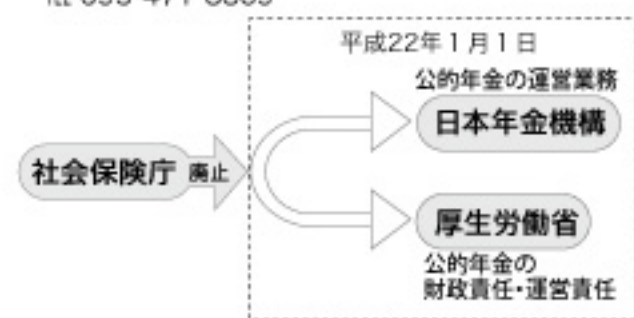 平成22年1月1日
公的年金の運営業務
日本年金機構
社会保険庁 廃止
厚生労働省
公的年金の
財政責任・運営責任